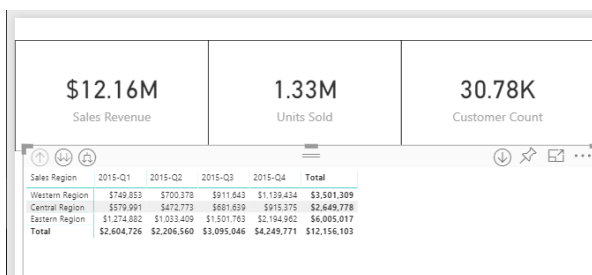 $12.16M 1.33M 30.78K
Sales Revenue Units Sold Customer Count
Sales Region 2015-Q1 2015-Q2 2015-Q3 2015-Q4 Total
Western Region $749,853 $700,378 $911,643 $1,139,434 $3,501,309
Central Region $579,991 $472,773 $681,639 $915,375 $2,649,778
Eastern Region $1,274,882 $1,033,409 $1,501,763 $2,194,962 $6,005,017
Total $2,604,726 $2,206,560 $3,095,046 $4,249,771 $12,156,103